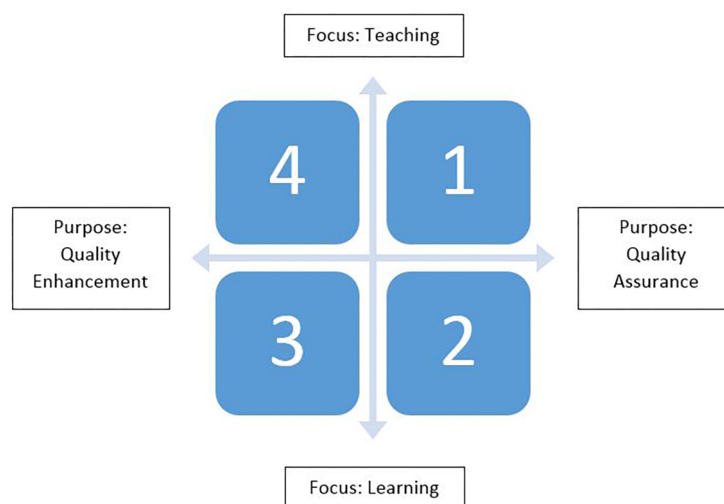 Focus: Teaching
4
1
Purpose:
Quality
Enhancement
Purpose:
Quality
Assurance
3
2
Focus: Learning